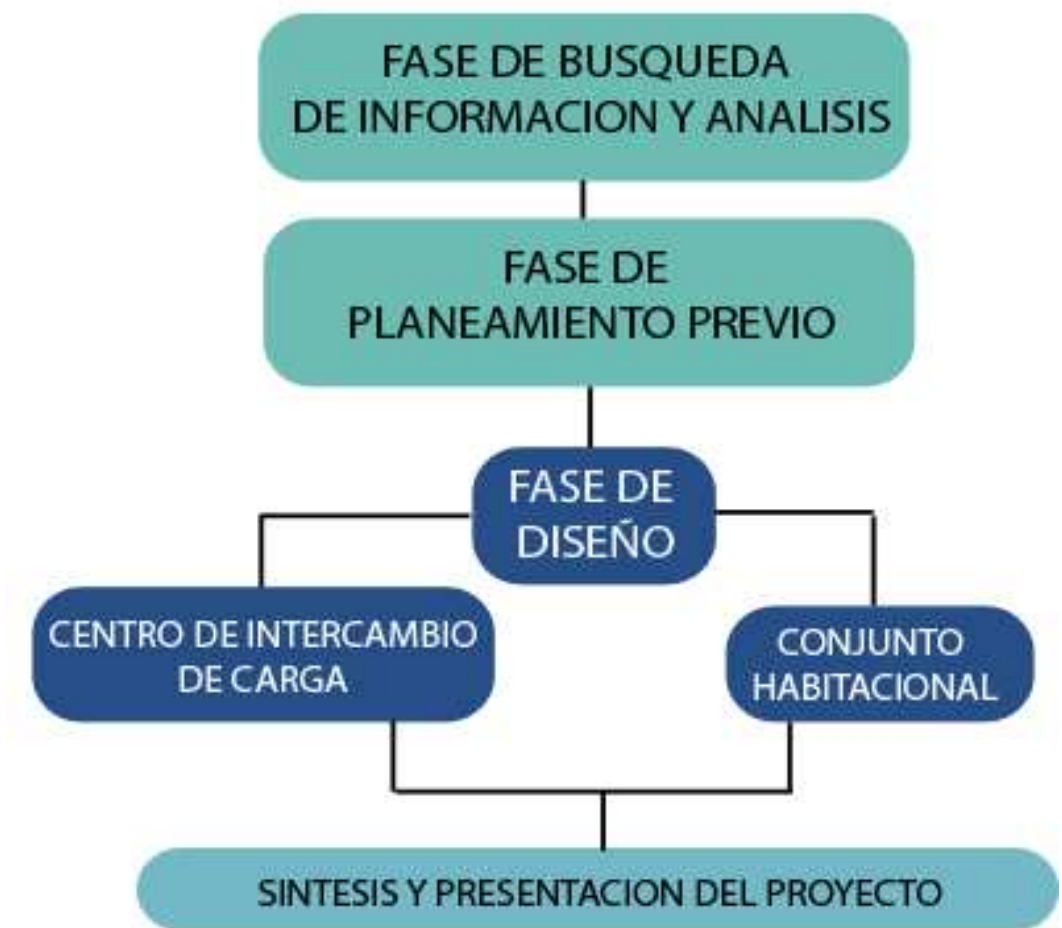 FASE DE BUSQUEDA
DE INFORMACION Y ANALISIS
FASE DE
PLANEAMIENTO PREVIO
FASE DE
DISEÑO
CENTRO DE INTERCAMBIO
DE CARGA
CONJUNTO
HABITACIONAL
SINTESIS Y PRESENTACION DEL PROYECTO